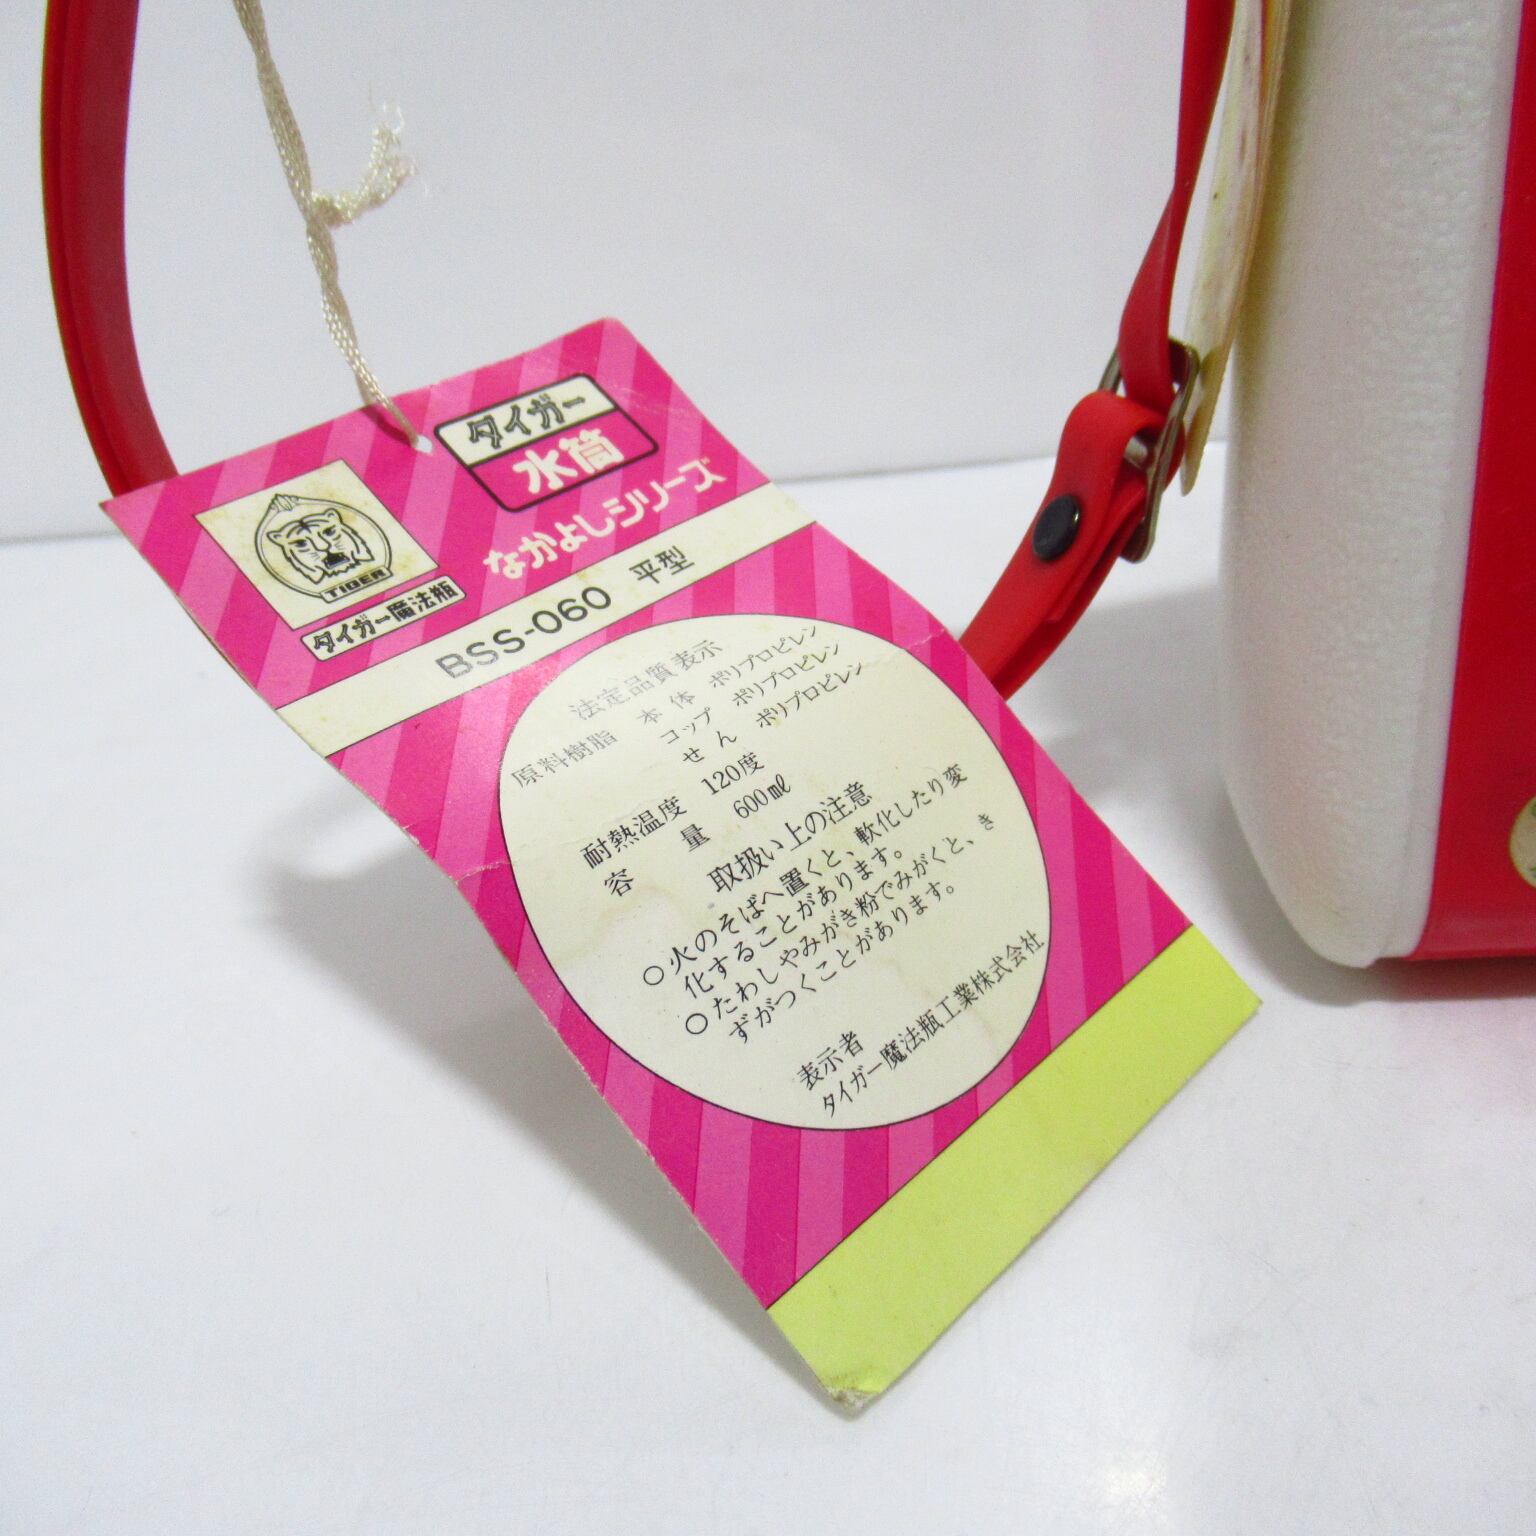 タイガー
水筒
なかよしシリーズ
TIGER
タイガー魔法瓶
BSS-060 平型
法定品質表示
原料樹脂 本体 ポリプロピレン
コップ ポリプロピレン
せん ポリプロピレン
耐熱温度 120度
容量 600ml
取扱い上の注意
○火のそばへ置くと、軟化したり変
化することがあります。
○たわしやみがき粉でみがくと、き
ずがつくことがあります。
表示者
タイガー魔法瓶工業株式会社